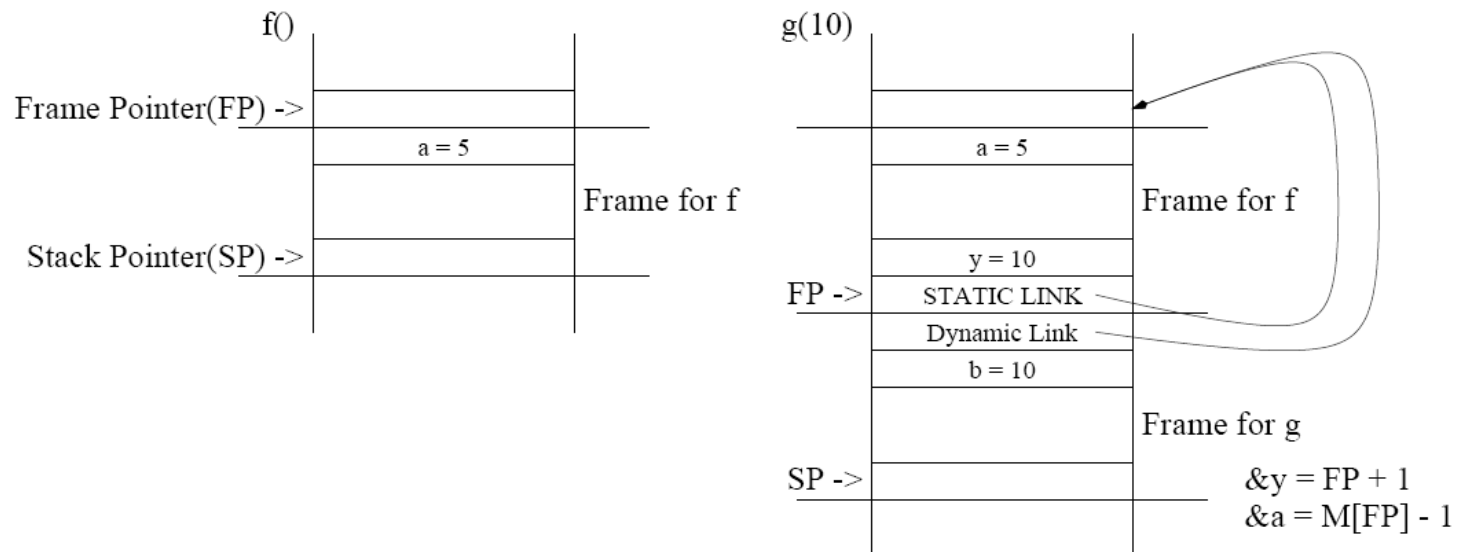 f()
Frame Pointer(FP) ->
a = 5
Frame for f
Stack Pointer(SP) ->
g(10)
a = 5
Frame for f
y = 10
FP ->
STATIC LINK
Dynamic Link
b = 10
Frame for g
SP ->
&y = FP + 1
&a = M[FP] - 1